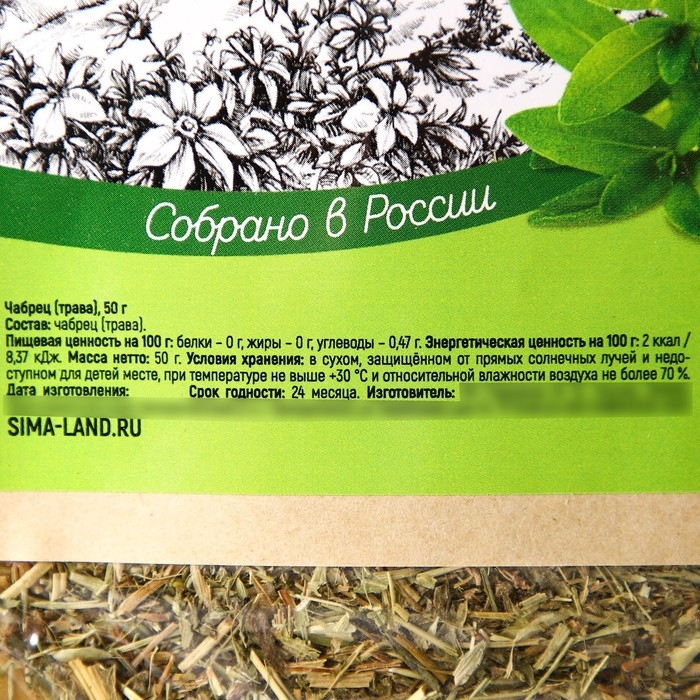 Собрано в России
Чабрец (трава), 50 г
Состав: чабрец (трава).
Пищевая ценность на 100 г: белки – 0 г, жиры – 0 г, углеводы – 0,47 г. Энергетическая ценность на 100 г: 2 ккал /
8,37 кДж. Масса нетто: 50 г. Условия хранения: в сухом, защищённом от прямых солнечных лучей и недо-
ступном для детей месте, при температуре не выше +30 °С и относительной влажности воздуха не более 70 %.
Дата изготовления: Срок годности: 24 месяца. Изготовитель:
SIMA-LAND.RU